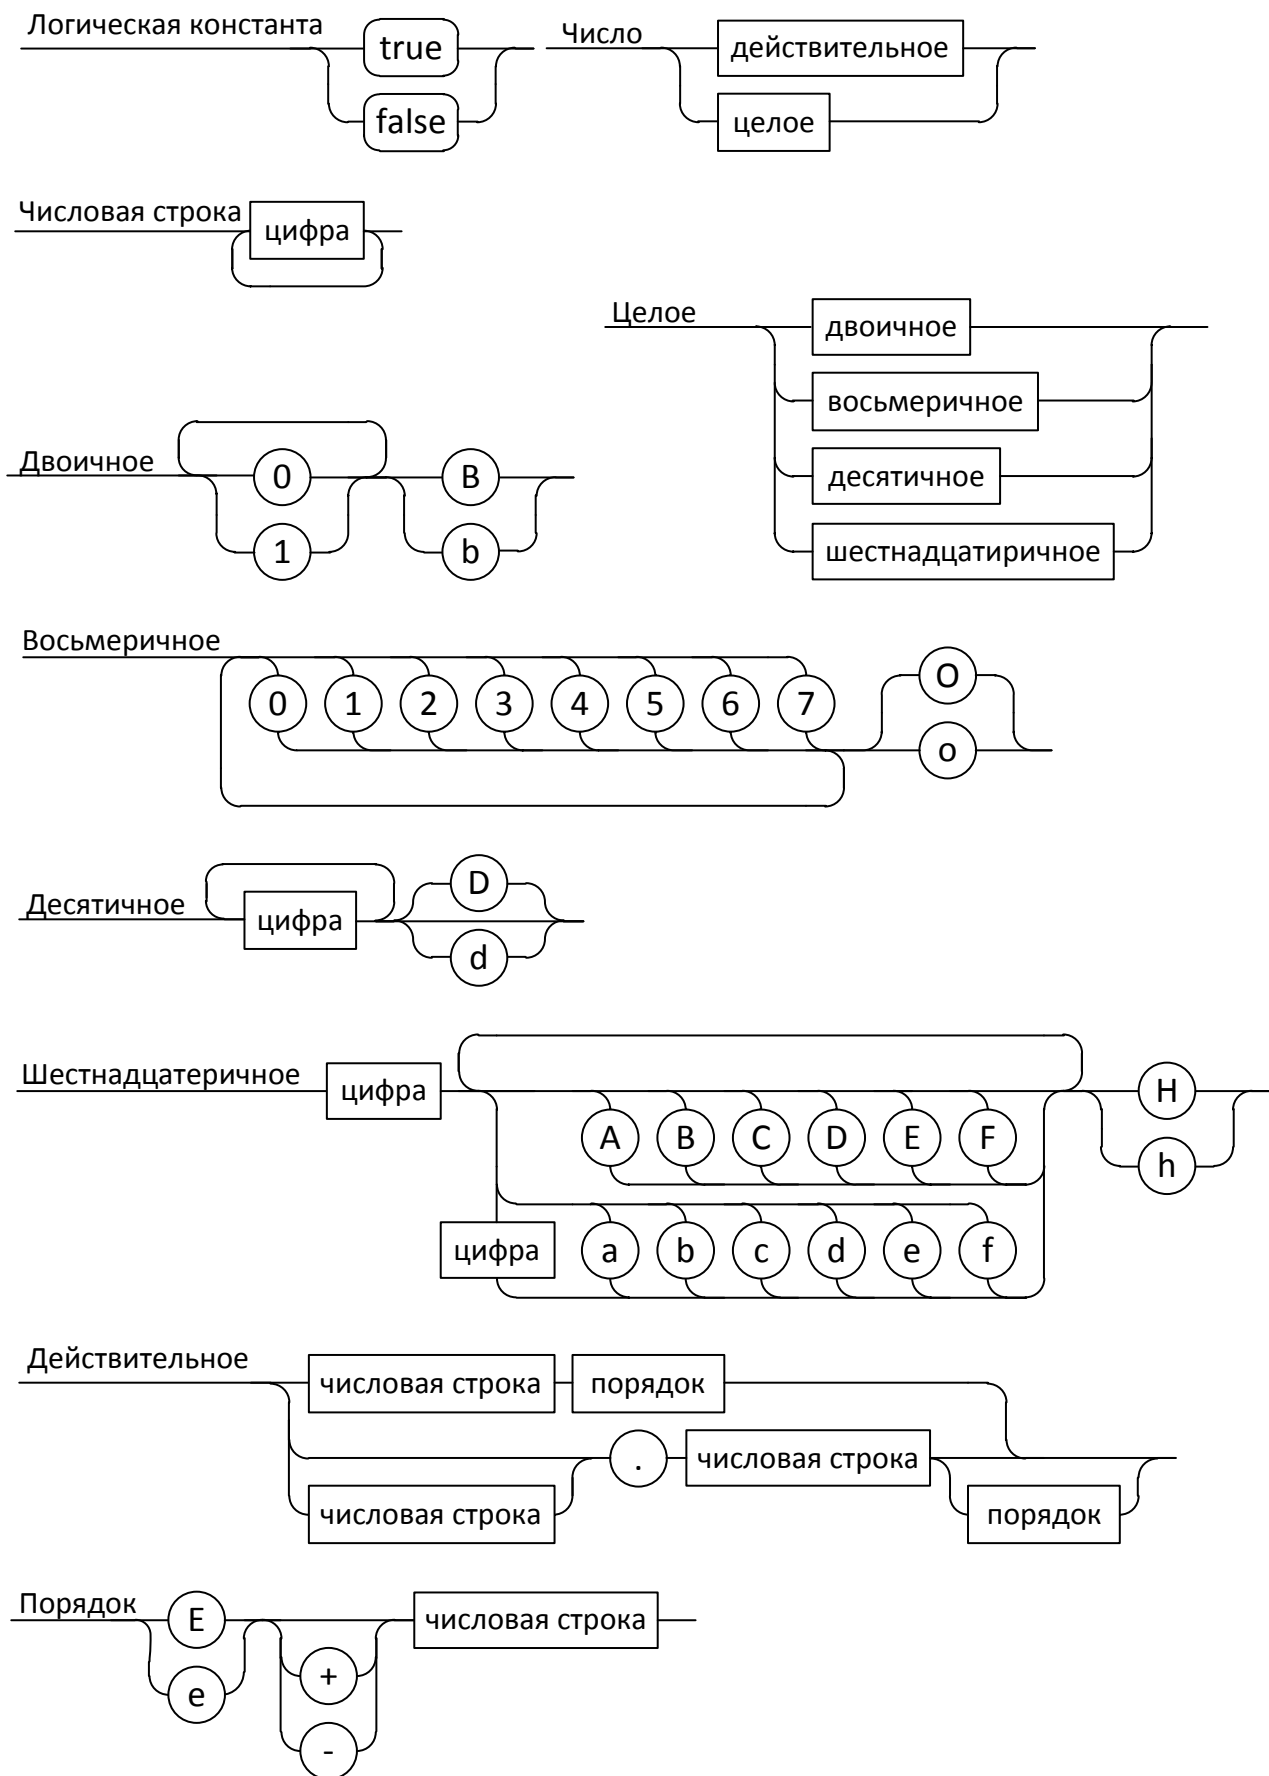 Логическая константа true Число действительное
false целое
Числовая строка цифра
Целое двоичное
восьмеричное
Двоичное 0 B десятичное
1 b шестнадцатиричное
Восьмеричное
0 1 2 3 4 5 6 7 O
o
Десятичное цифра D
d
Шестнадцатеричное цифра H
A B C D E F h
цифра a b c d e f
Действительное числовая строка порядок
. числовая строка
числовая строка порядок
Порядок E числовая строка
e +
-